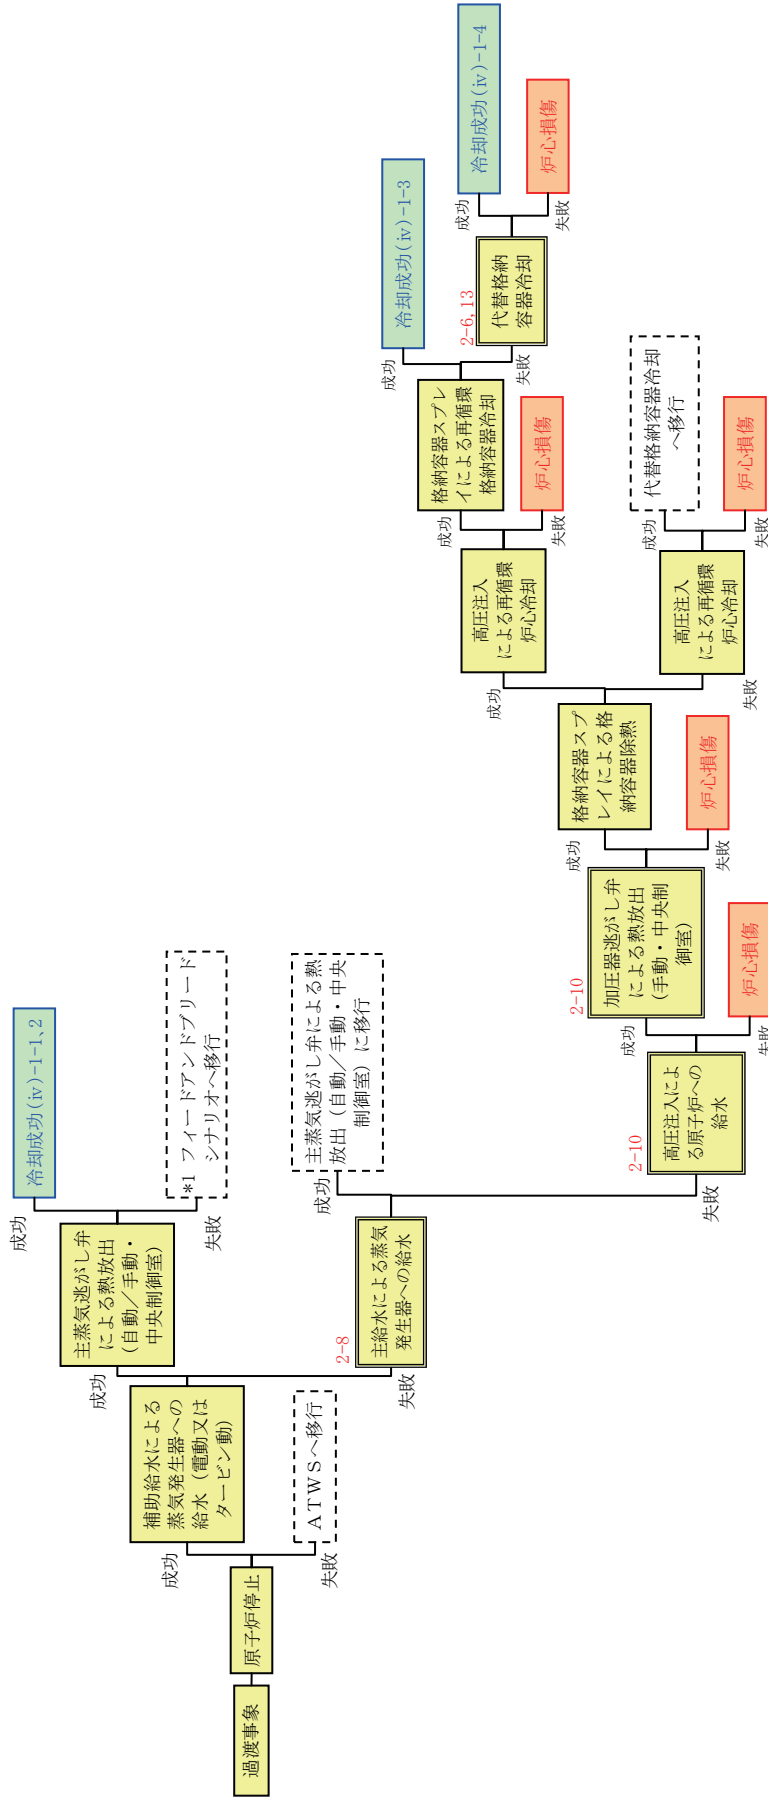 過渡事象
原子炉停止
成功
失敗
ATWSへ移行
補助給水による
蒸気発生器への
給水（電動又は
タービン動）
成功
失敗
主蒸気逃がし弁
による熱放出
（自動／手動・
中央制御室）
成功
失敗
冷却成功(iv)-1-1、2
*1 フィードアンドブリード
シナリオへ移行
2-8
主給水による蒸気
発生器への給水
成功
失敗
主蒸気逃がし弁による熱
放出（自動／手動・中央
制御室）に移行
2-10
高圧注入によ
る原子炉への
給水
成功
失敗
炉心損傷
2-10
加圧器逃がし弁
による熱放出
（手動・中央制
御室）
成功
失敗
炉心損傷
格納容器スプ
レイによる格
納容器除熱
成功
失敗
高圧注入
による再循環
炉心冷却
成功
失敗
炉心損傷
格納容器スプレ
イによる再循環
格納容器冷却
成功
失敗
冷却成功(iv)-1-3
2-6,13
代替格納
容器冷却
成功
失敗
冷却成功(iv)-1-4
炉心損傷
高圧注入
による再循環
炉心冷却
成功
失敗
代替格納容器冷却
へ移行
炉心損傷